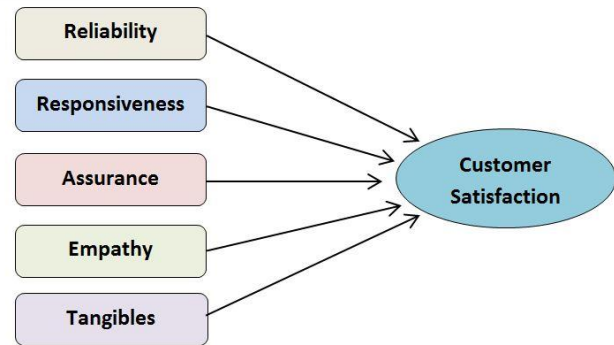 Reliability
Responsiveness
Assurance
Empathy
Tangibles
Customer
Satisfaction